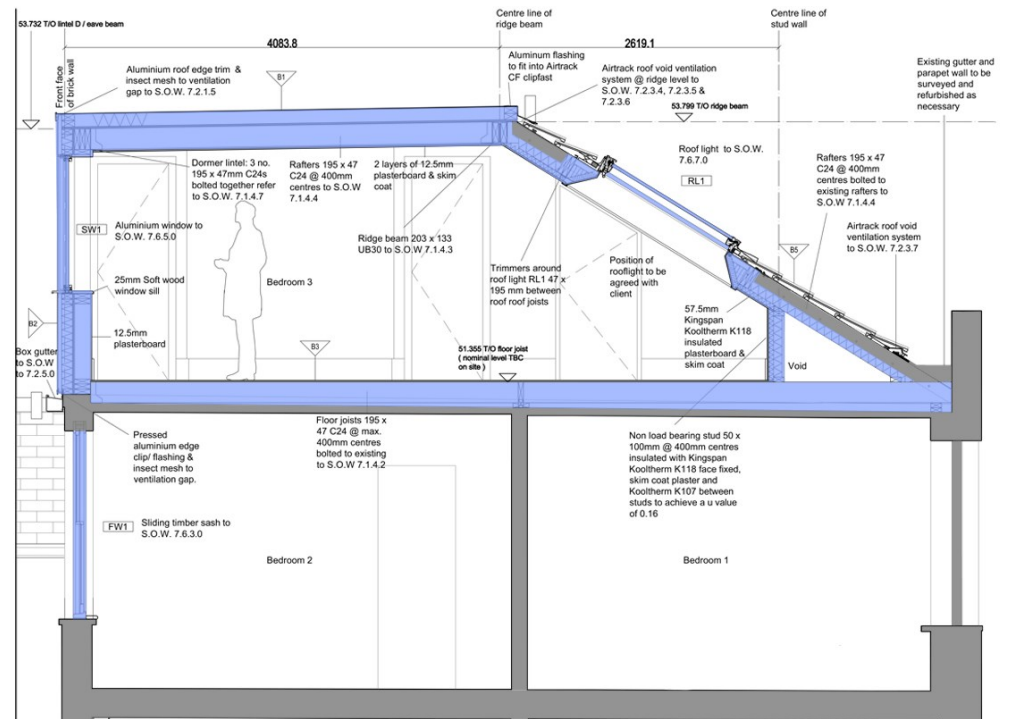 53.732 T/O lintel D / eave beam
Centre line of
ridge beam
Centre line of
stud wall
4083.8
2619.1
Front face
of brick wall
Aluminium roof edge trim &
insect mesh to ventilation
gap to S.O.W. 7.2.1.5
B1
Aluminum flashing
to fit into Airtrack
CF clipfast
Airtrack roof void ventilation
system @ ridge level to
S.O.W. 7.2.3.4, 7.2.3.5 &
7.2.3.6
53.799 T/O ridge beam
Existing gutter and
parapet wall to be
surveyed and
refurbished as
necessary
Dormer lintel: 3 no.
195 x 47mm C24s
bolted together refer
to S.O.W. 7.1.4.7
Rafters 195 x 47
C24 @ 400mm
centres to S.O.W
7.1.4.4
2 layers of 12.5mm
plasterboard & skim
coat
Roof light to S.O.W.
7.6.7.0
RL1
Rafters 195 x 47
C24 @ 400mm
centres bolted to
existing rafters to
S.O.W 7.1.4.4
SW1
Aluminium window to
S.O.W. 7.6.5.0
Ridge beam 203 x 133
UB30 to S.O.W 7.1.4.3
Airtrack roof void
ventilation system
to S.O.W. 7.2.3.7
B5
25mm Soft wood
window sill
Bedroom 3
Trimmers around
roof light RL1 47 x
195 mm between
roof roof joists
Position of
rooflight to be
agreed with
client
B2
12.5mm
plasterboard
57.5mm
Kingspan
Kooltherm K118
insulated
plasterboard &
skim coat
Box gutter
to S.O.W
to 7.2.5.0
B3
51.355 T/O floor joist
( nominal level TBC
on site )
Void
Pressed
aluminium edge
clip/ flashing &
insect mesh to
ventilation gap.
Floor joists 195 x
47 C24 @ max.
400mm centres
bolted to existing
to S.O.W 7.1.4.2
Non load bearing stud 50 x
100mm @ 400mm centres
insulated with Kingspan
Kooltherm K118 face fixed,
skim coat plaster and
Kooltherm K107 between
studs to achieve a u value
of 0.16
FW1
Sliding timber sash to
S.O.W. 7.6.3.0
Bedroom 2
Bedroom 1